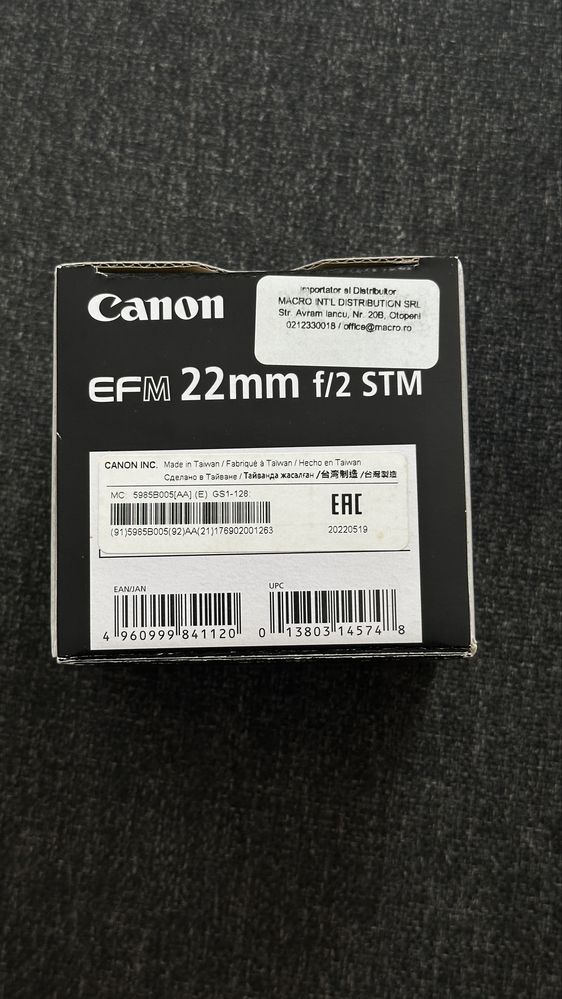 Canon
Importator si Distribuitor
MACRO INT'L DISTRIBUTION SRL
Str. Avram Iancu, Nr. 20B, Otopeni
0212330018 / office@macro.ro
EFM 22mm f/2 STM
CANON INC. Made in Taiwan / Fabriqué à Taïwan / Hecho en Taiwan
Сделано в Тайване / Тайванда жасалған /台湾制造 /台灣製造
MC: 5985B005[AA] (E) GS1-128:
(91)5985B005(92)AA(21)176902001263
EAC
20220519
EAN/JAN
4 960999 841120
UPC
0 13803 14574 8